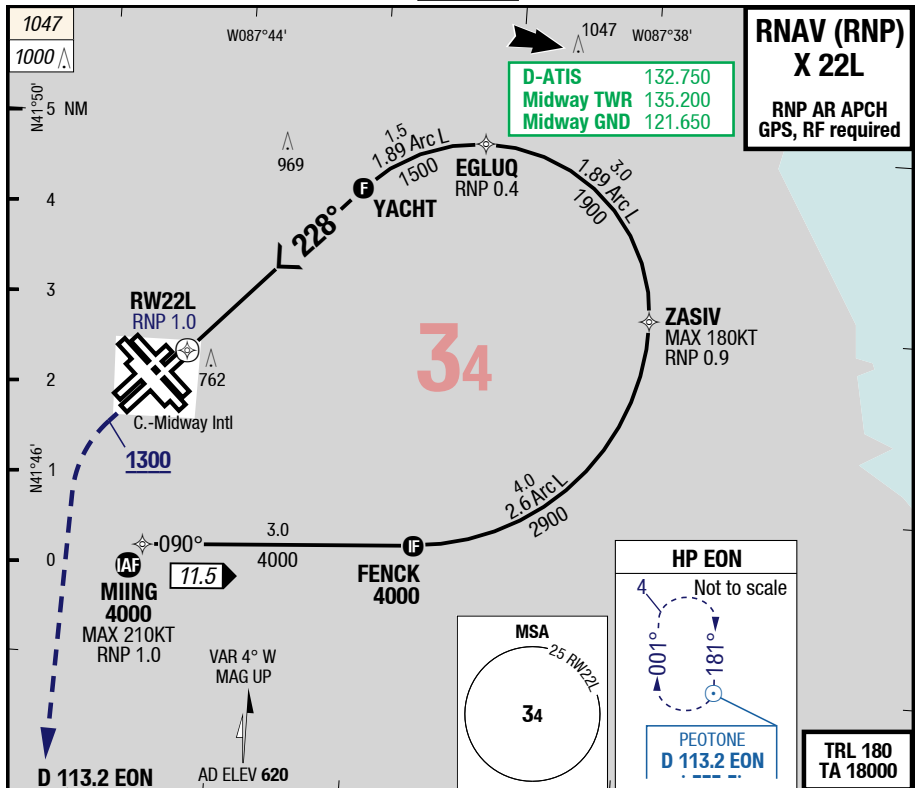 1047
1000
W087°44'
1047
W087°38'
RNAV (RNP)
X 22L
RNP AR APCH
GPS, RF required
D-ATIS 132.750
Midway TWR 135.200
Midway GND 121.650
N41°50'
5 NM
969
1.5
1.89 Arc L
1500
EGLUQ
RNP 0.4
3.0
1.89 Arc L
1900
F
YACHT
4
228°
3
RW22L
RNP 1.0
34
ZASIV
MAX 180KT
RNP 0.9
2
762
C.-Midway Intl
1300
N41°46'
1
4.0
2.6 Arc L
2900
090°
3.0
4000
IF
FENCK
4000
0
IAF
11.5
MIING
4000
MAX 210KT
RNP 1.0
HP EON
Not to scale
4
001°
181°
PEOTONE
D 113.2 EON
MSA
25 RW22L
34
VAR 4° W
MAG UP
D 113.2 EON
AD ELEV 620
TRL 180
TA 18000